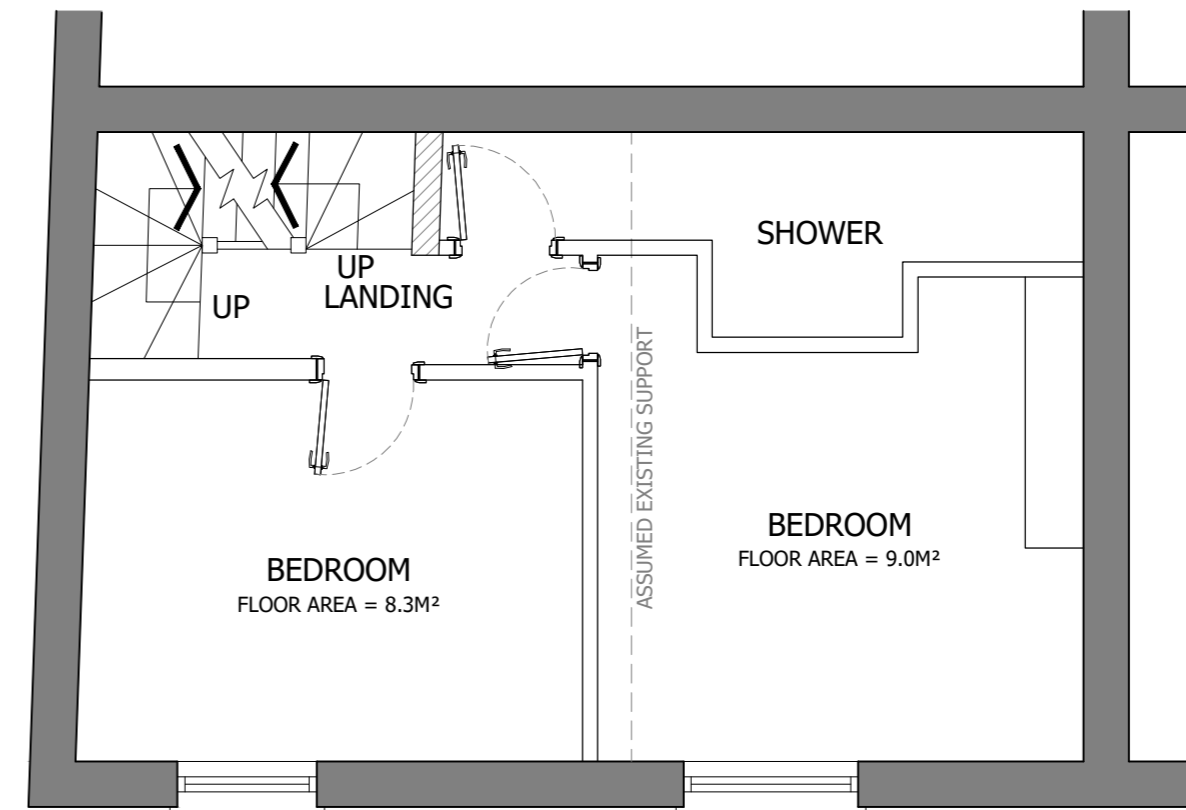 SHOWER
UP
LANDING
UP
ASSUMED EXISTING SUPPORT
BEDROOM
FLOOR AREA = 9.0M²
BEDROOM
FLOOR AREA = 8.3M²